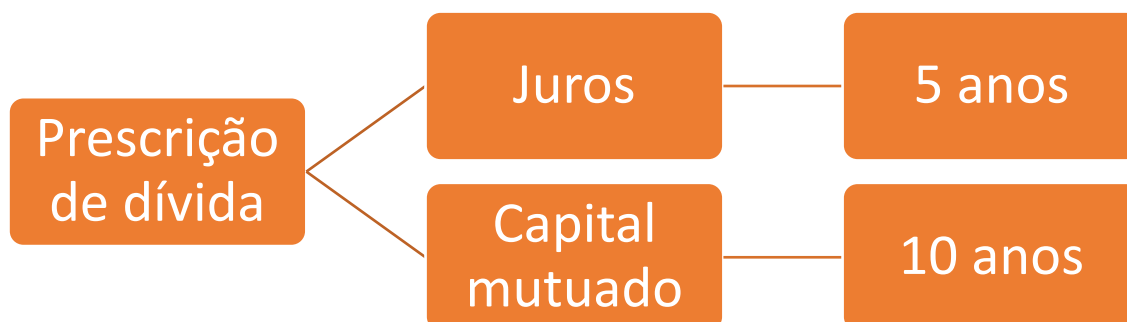 Prescrição
de dívida
Juros
5 anos
Capital
mutuado
10 anos